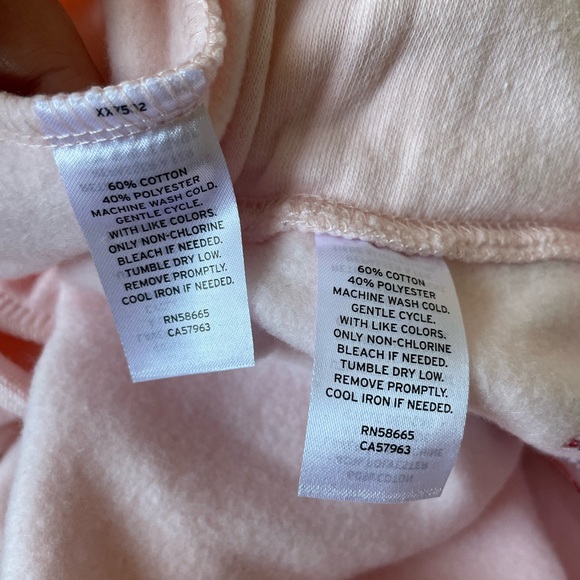 60% COTTON
40% POLYESTER
MACHINE WASH COLD.
GENTLE CYCLE.
WITH LIKE COLORS.
ONLY NON-CHLORINE
BLEACH IF NEEDED.
TUMBLE DRY LOW.
REMOVE PROMPTLY.
COOL IRON IF NEEDED.
RN58665
CA57963
60% COTTON
40% POLYESTER
MACHINE WASH COLD.
GENTLE CYCLE.
WITH LIKE COLORS.
ONLY NON-CHLORINE
BLEACH IF NEEDED.
TUMBLE DRY LOW.
REMOVE PROMPTLY.
COOL IRON IF NEEDED.
RN58665
CA57963